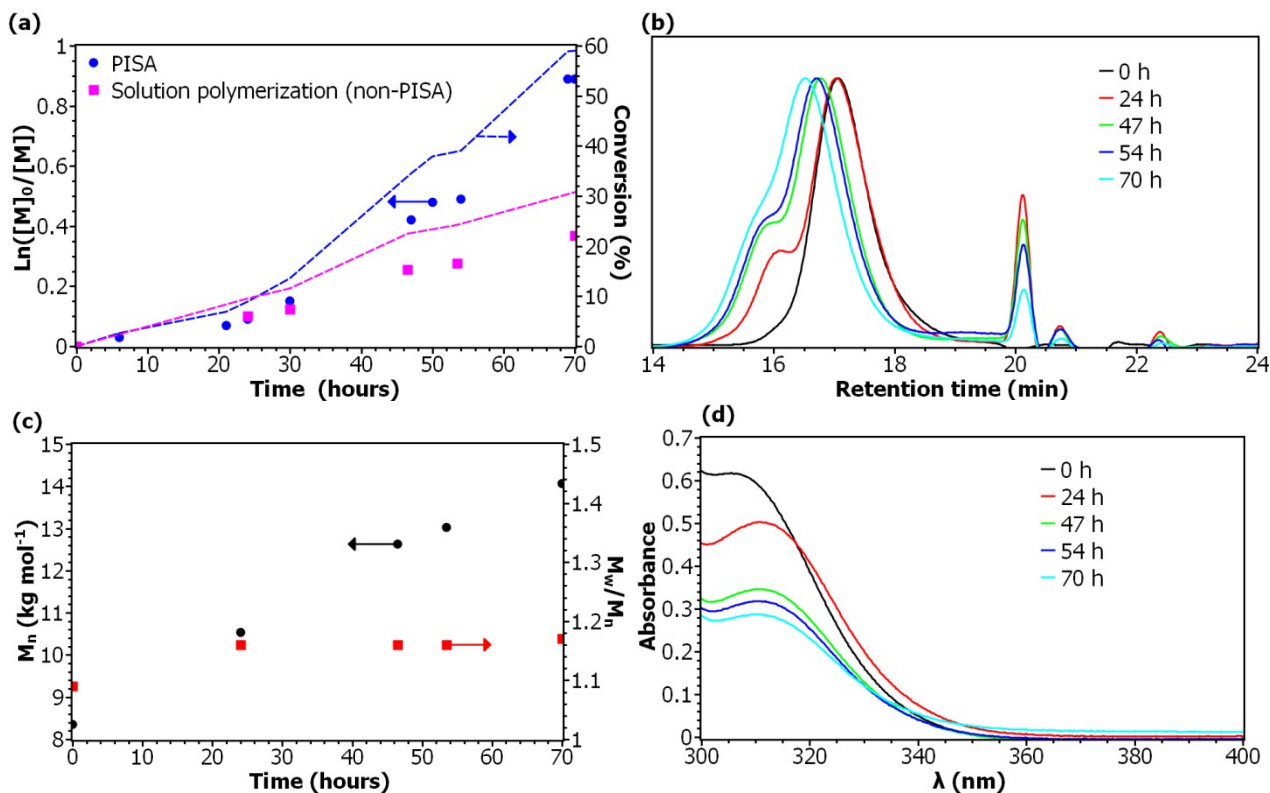 (a)
PISA
Solution polymerization (non-PISA)
Ln([M]₀/[M])
1
0.8
0.6
0.4
0.2
0
60
50
40
30
20
10
0
Conversion (%)
0 10 20 30 40 50 60 70
Time (hours)
(b)
0 h
24 h
47 h
54 h
70 h
14 16 18 20 22 24
Retention time (min)
(c)
Mₙ (kg mol⁻¹)
15
14
13
12
11
10
9
8
1.5
1.4
1.3
1.2
1.1
1
M_w/Mₙ
0 10 20 30 40 50 60 70
Time (hours)
(d)
Absorbance
0.7
0.6
0.5
0.4
0.3
0.2
0.1
0
0 h
24 h
47 h
54 h
70 h
300 320 340 360 380 400
λ (nm)